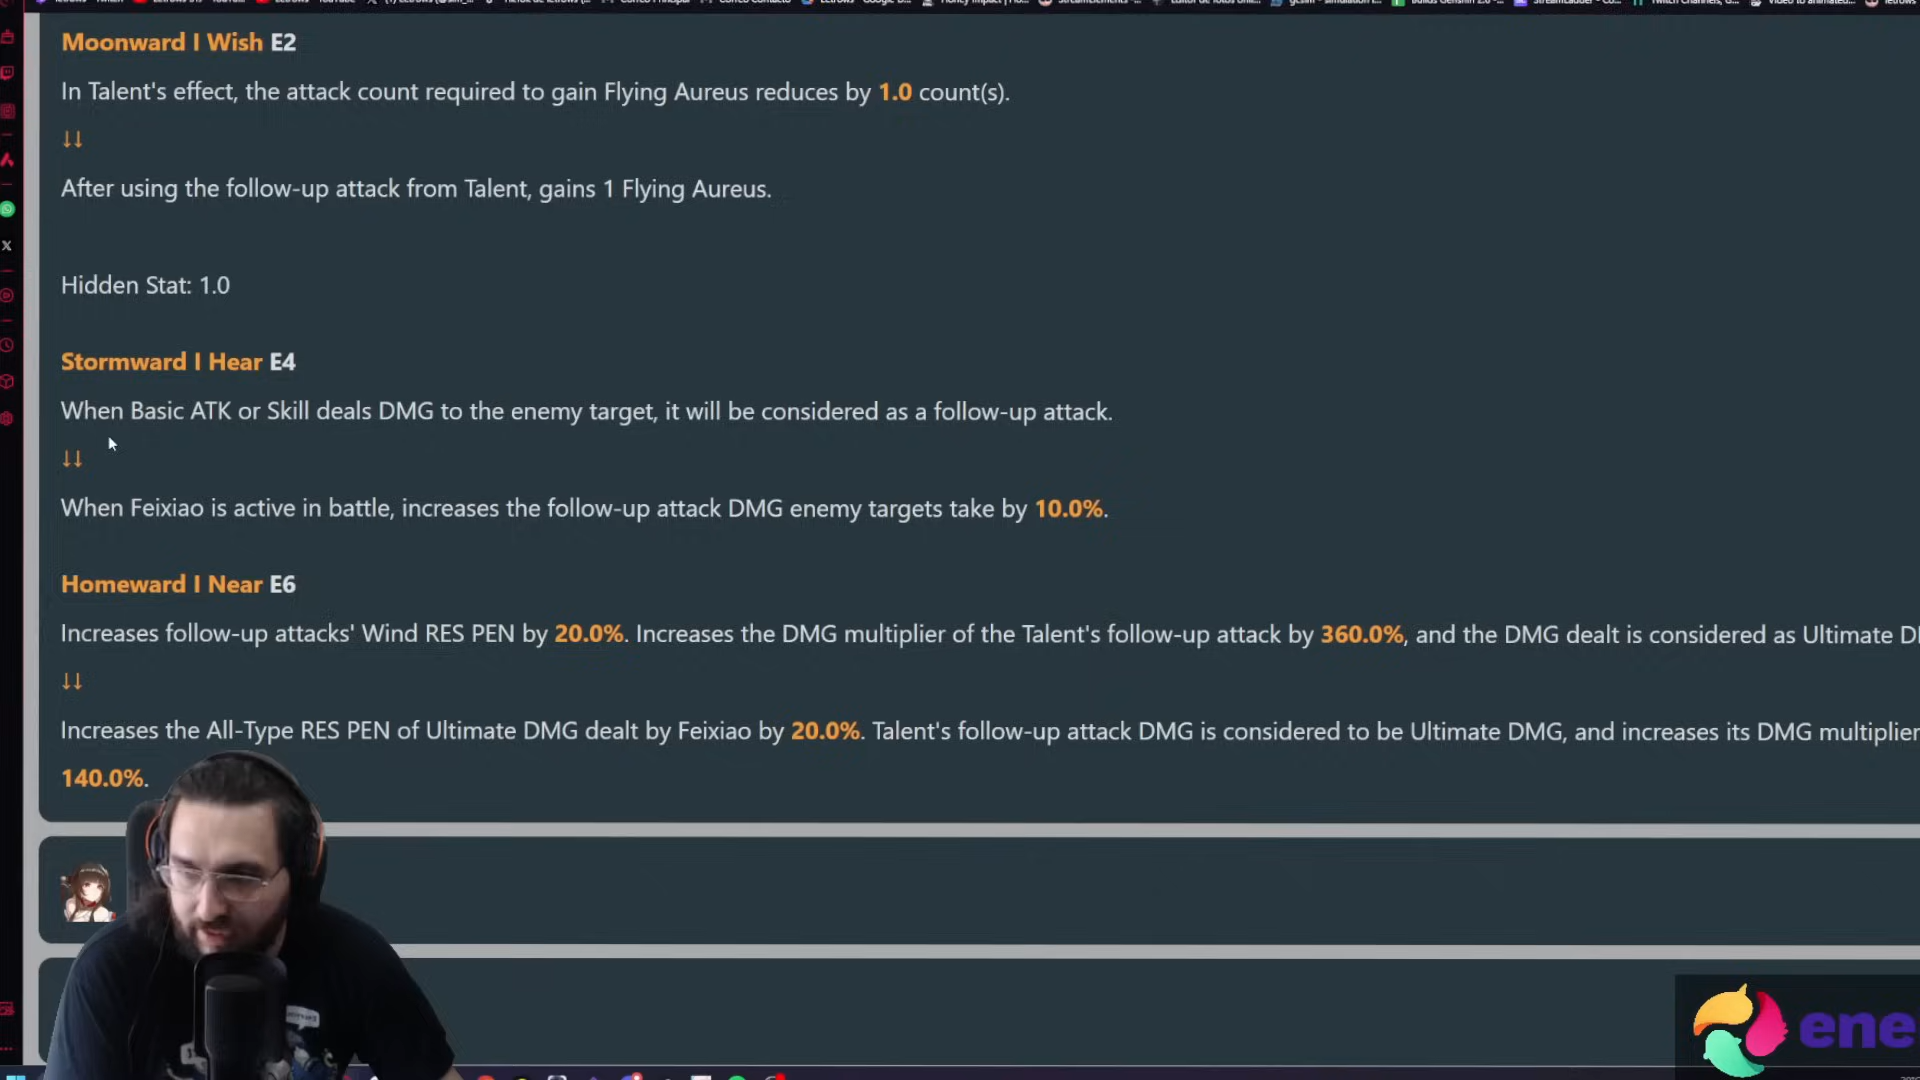 Moonward I Wish E2
In Talent's effect, the attack count required to gain Flying Aureus reduces by 1.0 count(s).
↓↓
After using the follow-up attack from Talent, gains 1 Flying Aureus.
Hidden Stat: 1.0
Stormward I Hear E4
When Basic ATK or Skill deals DMG to the enemy target, it will be considered as a follow-up attack.
↓↓
When Feixiao is active in battle, increases the follow-up attack DMG enemy targets take by 10.0%.
Homeward I Near E6
Increases follow-up attacks' Wind RES PEN by 20.0%. Increases the DMG multiplier of the Talent's follow-up attack by 360.0%, and the DMG dealt is considered as Ultimate
↓↓
Increases the All-Type RES PEN of Ultimate DMG dealt by Feixiao by 20.0%. Talent's follow-up attack DMG is considered to be Ultimate DMG, and increases its DMG multiplier
140.0%.
ene